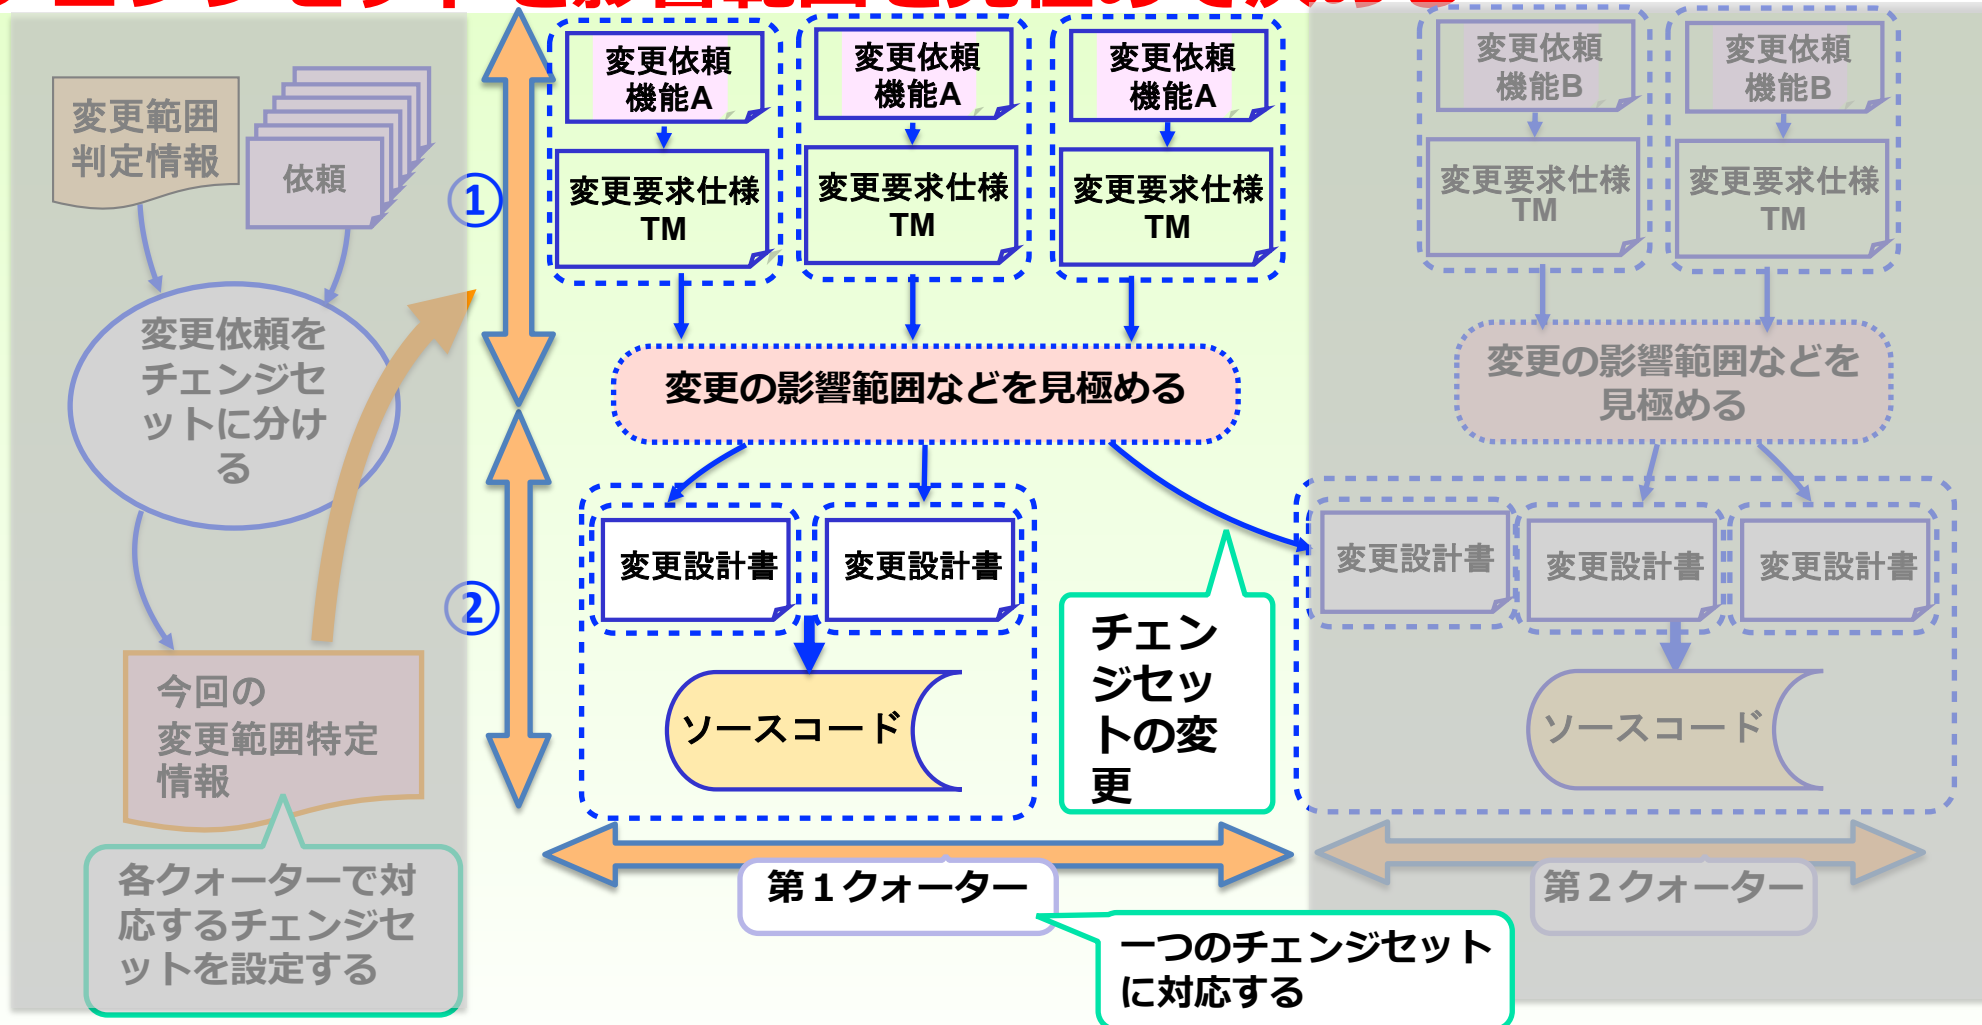 変更範囲
判定情報
依頼
変更依頼を
チェンジセ
ットに分け
る
今回の
変更範囲特定
情報
各クォーターで対
応するチェンジセ
ットを設定する
①
②
変更依頼
機能A
変更要求仕様
TM
変更依頼
機能A
変更要求仕様
TM
変更依頼
機能A
変更要求仕様
TM
変更の影響範囲などを見極める
変更設計書
変更設計書
ソースコード
チェン
ジセッ
トの変
更
第１クォーター
一つのチェンジセット
に対応する
変更依頼
機能B
変更要求仕様
TM
変更依頼
機能B
変更要求仕様
TM
変更の影響範囲などを
見極める
変更設計書
変更設計書
変更設計書
ソースコード
第２クォーター